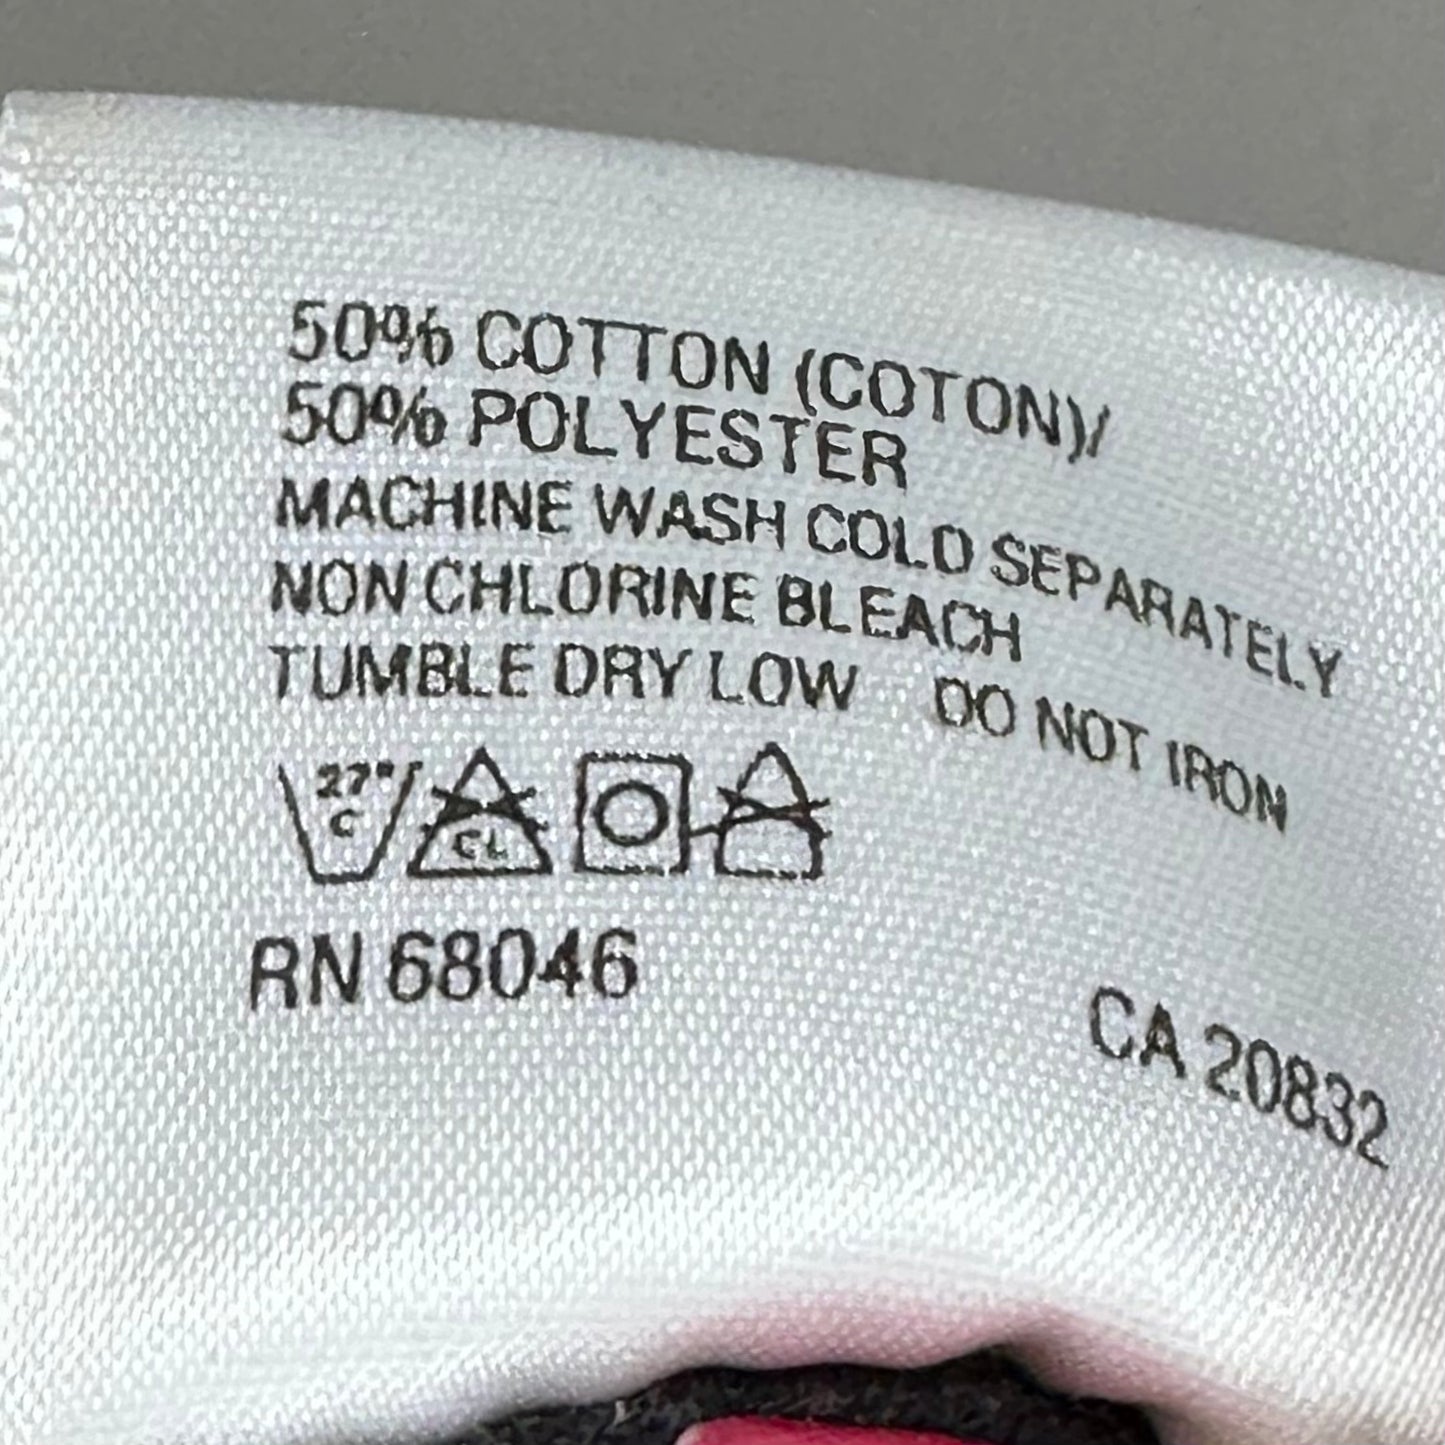 50% COTTON (COTON)/
50% POLYESTER
MACHINE WASH COLD SEPARATELY
NON CHLORINE BLEACH
TUMBLE DRY LOW DO NOT IRON
27°
C
CL
RN 68046
CA 20832